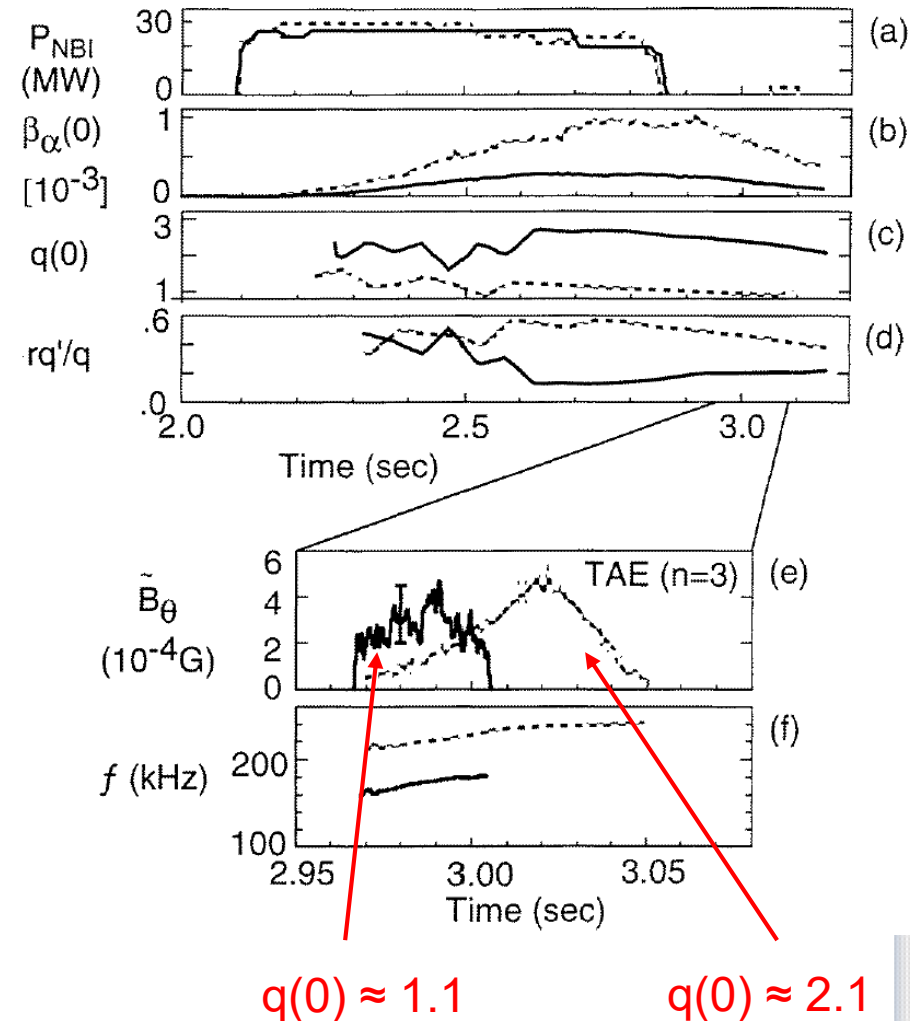 30
P_NBI
(MW)
0
(a)
1
β_α(0)
[10⁻³]
0
(b)
3
q(0)
1
(c)
.6
rq'/q
.0
(d)
2.0 2.5 3.0
Time (sec)
6
4
2
0
B̃_θ
(10⁻⁴G)
TAE (n=3)
(e)
f (kHz)
200
100
(f)
2.95 3.00 3.05
Time (sec)
q(0) ≈ 1.1 q(0) ≈ 2.1